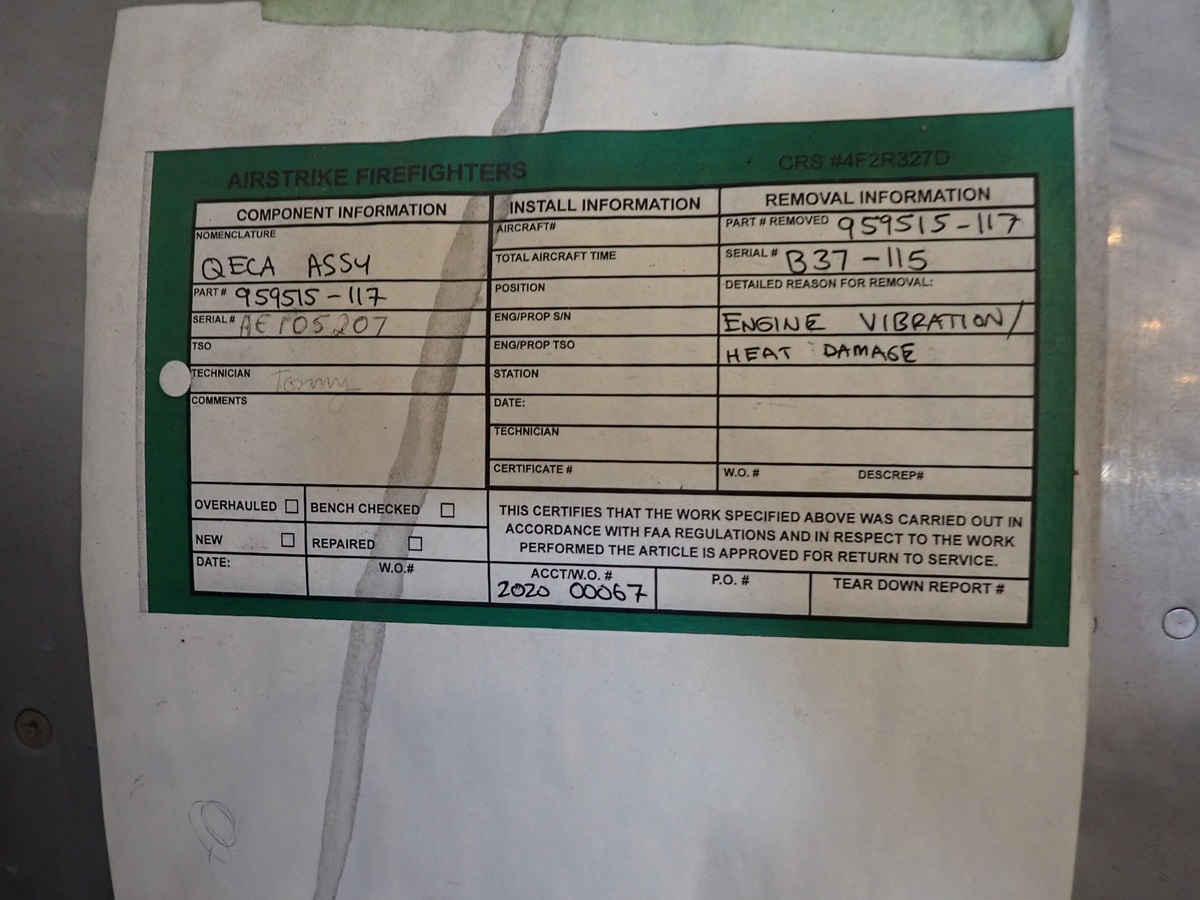 AIRSTRIKE FIREFIGHTERS
CRS #4F2R327D
COMPONENT INFORMATION
NOMENCLATURE
QECA ASSY
PART # 959515-117
SERIAL # AE105207
TSO
TECHNICIAN Tommy
COMMENTS
OVERHAULED ☐ BENCH CHECKED ☐
NEW ☐ REPAIRED ☐
DATE: W.O.#
INSTALL INFORMATION
AIRCRAFT#
TOTAL AIRCRAFT TIME
POSITION
ENG/PROP S/N
ENG/PROP TSO
STATION
DATE:
TECHNICIAN
CERTIFICATE #
REMOVAL INFORMATION
PART # REMOVED 959515-117
SERIAL # B37-115
DETAILED REASON FOR REMOVAL:
ENGINE VIBRATION/
HEAT DAMAGE
W.O. # DESCREP#
THIS CERTIFIES THAT THE WORK SPECIFIED ABOVE WAS CARRIED OUT IN
ACCORDANCE WITH FAA REGULATIONS AND IN RESPECT TO THE WORK
PERFORMED THE ARTICLE IS APPROVED FOR RETURN TO SERVICE.
ACCT/W.O. #
2020 00067
P.O. #
TEAR DOWN REPORT #